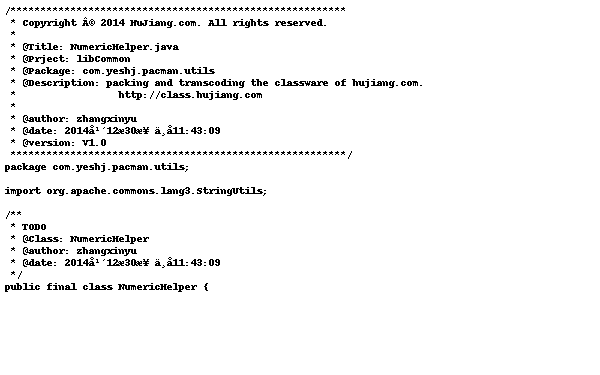 /********************************************************
 * Copyright Â© 2014 HuJiang.com. All rights reserved.
 *
 * @Title: NumericHelper.java
 * @Prject: libCommon
 * @Package: com.yeshj.pacman.utils
 * @Description: packing and transcoding the classware of hujiang.com.
 *                 http://class.hujiang.com
 *
 * @author: zhangxinyu
 * @date: 2014å¹´12æ30æ¥ ä¸å11:43:09
 * @version: V1.0
 ********************************************************/
package com.yeshj.pacman.utils;
import org.apache.commons.lang3.StringUtils;
/**
 * TODO
 * @Class: NumericHelper
 * @author: zhangxinyu
 * @date: 2014å¹´12æ30æ¥ ä¸å11:43:09
 */
public final class NumericHelper {